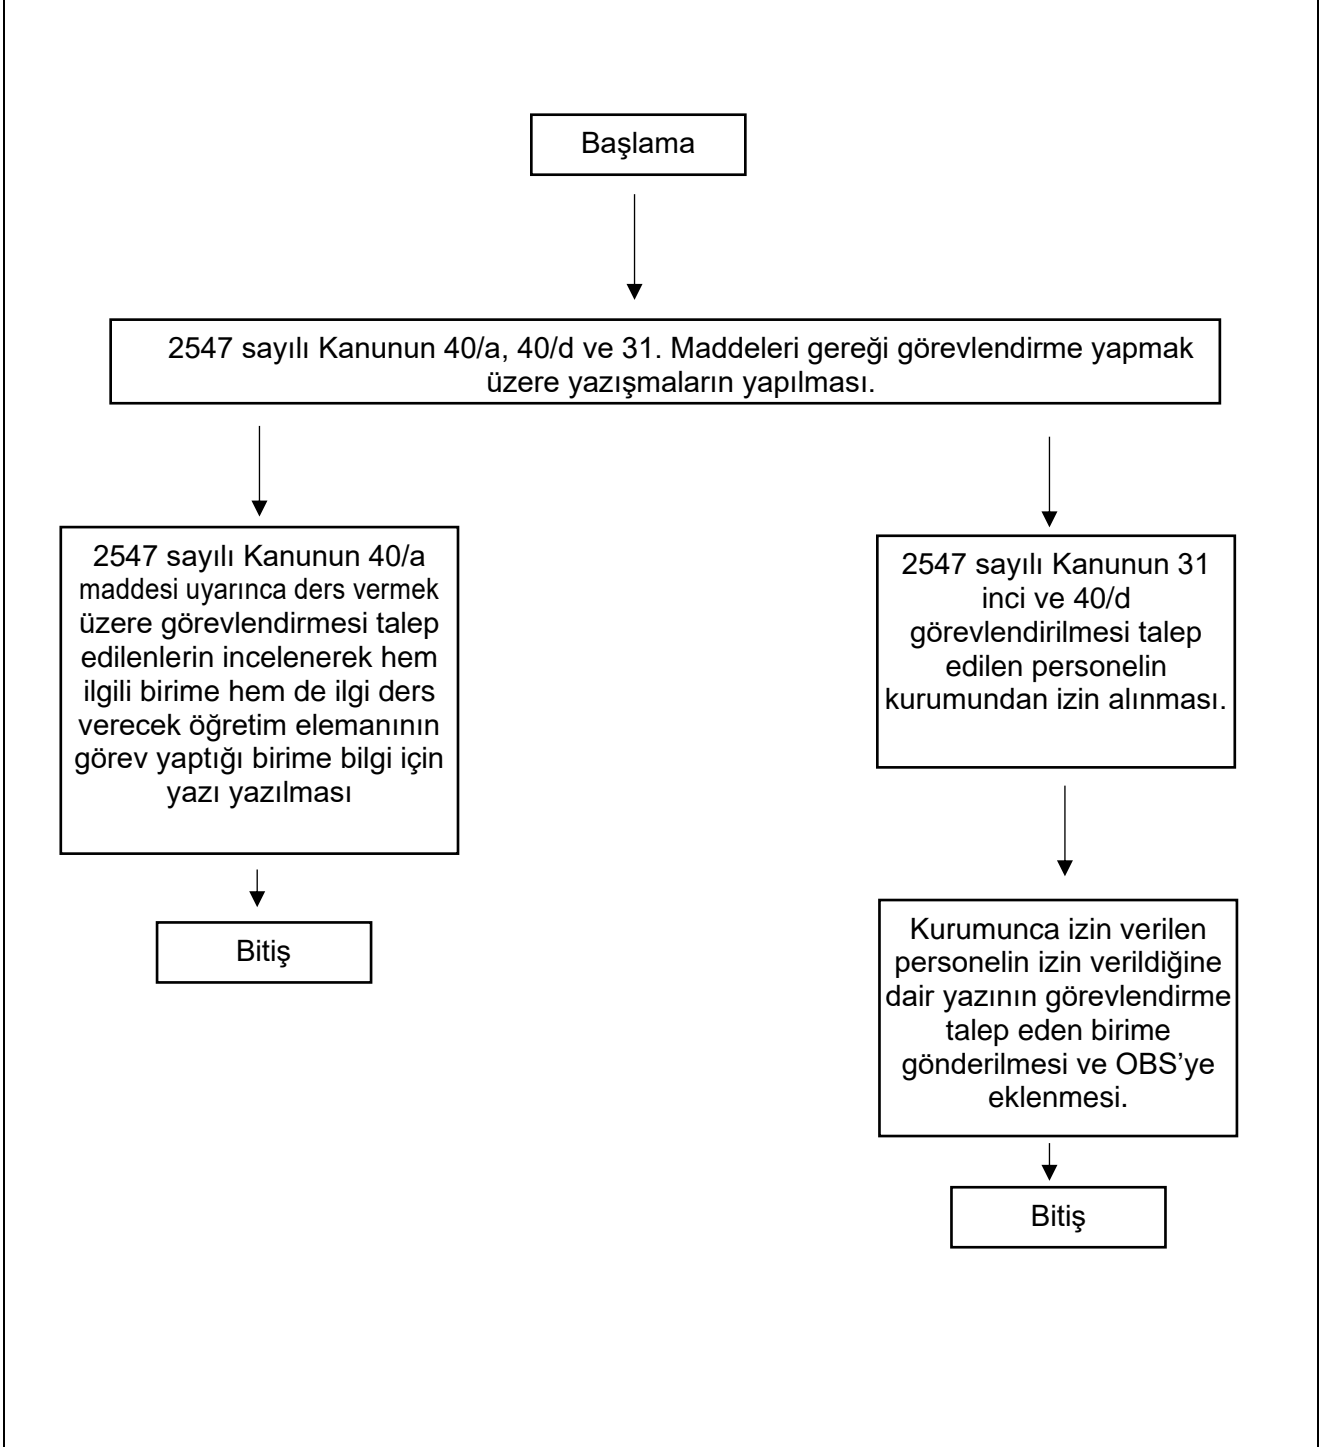 Başlama
2547 sayılı Kanunun 40/a, 40/d ve 31. Maddeleri gereği görevlendirme yapmak
üzere yazışmaların yapılması.
2547 sayılı Kanunun 40/a
maddesi uyarınca ders vermek
üzere görevlendirmesi talep
edilenlerin incelenerek hem
ilgili birime hem de ilgi ders
verecek öğretim elemanının
görev yaptığı birime bilgi için
yazı yazılması
Bitiş
2547 sayılı Kanunun 31
inci ve 40/d
görevlendirilmesi talep
edilen personelin
kurumundan izin alınması.
Kurumunca izin verilen
personelin izin verildiğine
dair yazının görevlendirme
talep eden birime
gönderilmesi ve OBS’ye
eklenmesi.
Bitiş